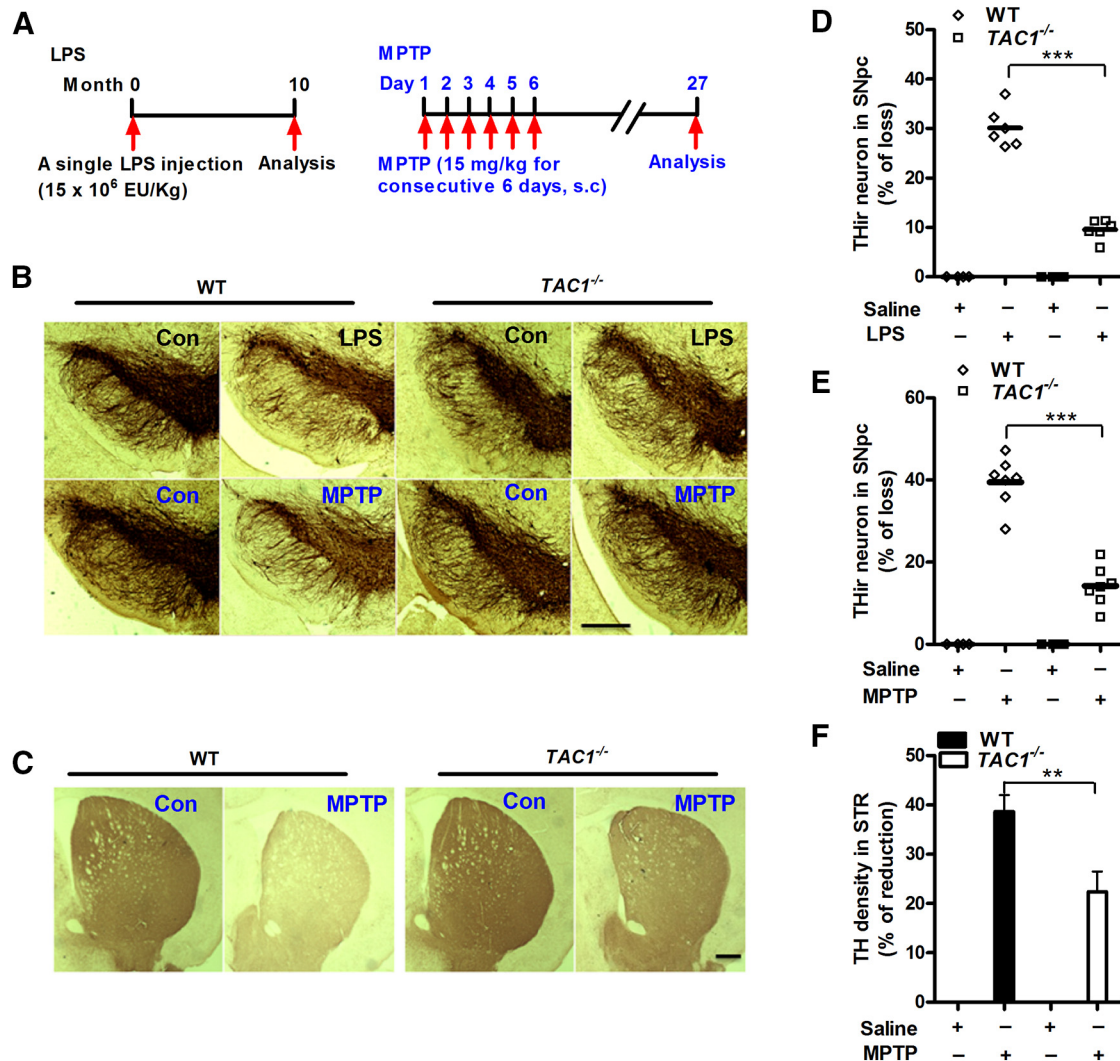 A
LPS
Month 0 10
A single LPS injection Analysis
(15 x 10⁶ EU/Kg)
MPTP
Day 1 2 3 4 5 6 27
MPTP (15 mg/kg for Analysis
consecutive 6 days, s.c)
B
WT TAC1⁻/⁻
Con LPS Con LPS
Con MPTP Con MPTP
C
WT TAC1⁻/⁻
Con MPTP Con MPTP
D
WT
TAC1⁻/⁻
***
THir neuron in SNpc
(% of loss)
50
40
30
20
10
0
Saline + – + –
LPS – + – +
E
WT
TAC1⁻/⁻
***
THir neuron in SNpc
(% of loss)
60
40
20
0
Saline + – + –
MPTP – + – +
F
WT
TAC1⁻/⁻
**
TH density in STR
(% of reduction)
50
40
30
20
10
0
Saline + – + –
MPTP – + – +